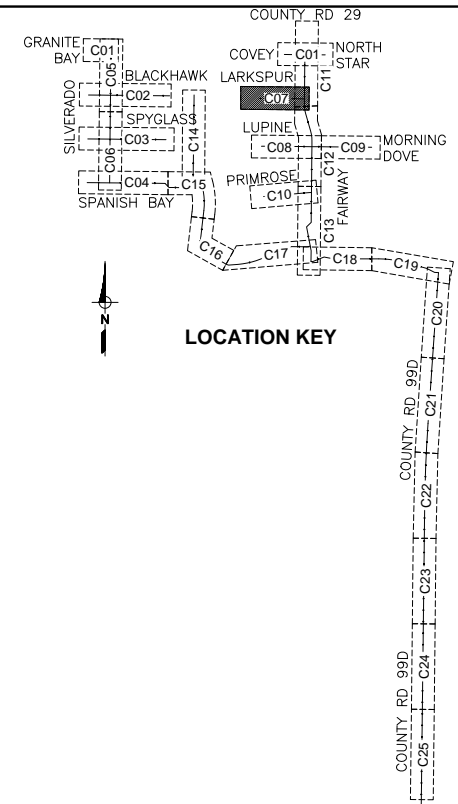 COUNTY RD 29
GRANITE BAY
C01
COVEY
C01
NORTH STAR
C05
C11
BLACKHAWK
LARKSPUR
SILVERADO
C02
C07
SPYGLASS
C14
LUPINE
C03
C08
C12
C09
MORNING DOVE
C06
C04
SPANISH BAY
C15
PRIMROSE
C10
FAIRWAY
C13
C16
C17
C18
C19
C20
N
LOCATION KEY
COUNTY RD 99D
C21
C22
C23
COUNTY RD 99D
C24
C25